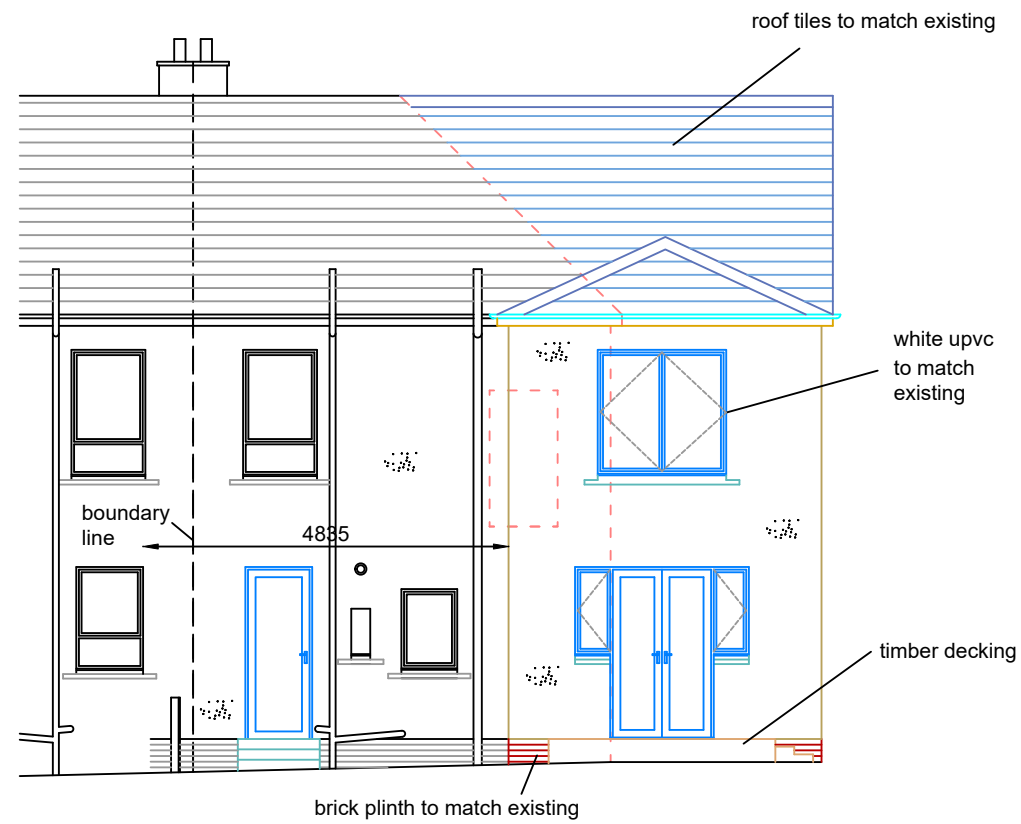 roof tiles to match existing
white upvc
to match
existing
boundary
line
4835
timber decking
brick plinth to match existing